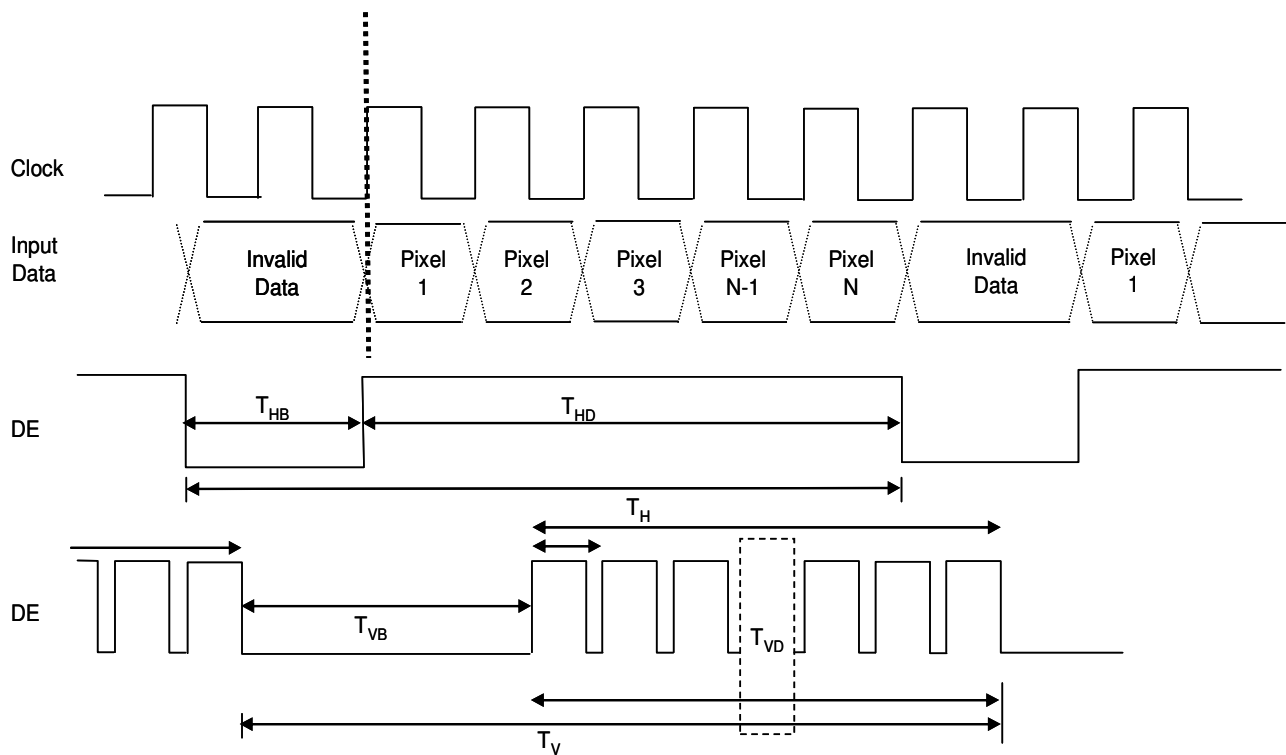 Clock
Input
Data
Invalid
Data
Pixel
1
Pixel
2
Pixel
3
Pixel
N-1
Pixel
N
Invalid
Data
Pixel
1
DE
THB
THD
TH
DE
TVB
TVD
TV